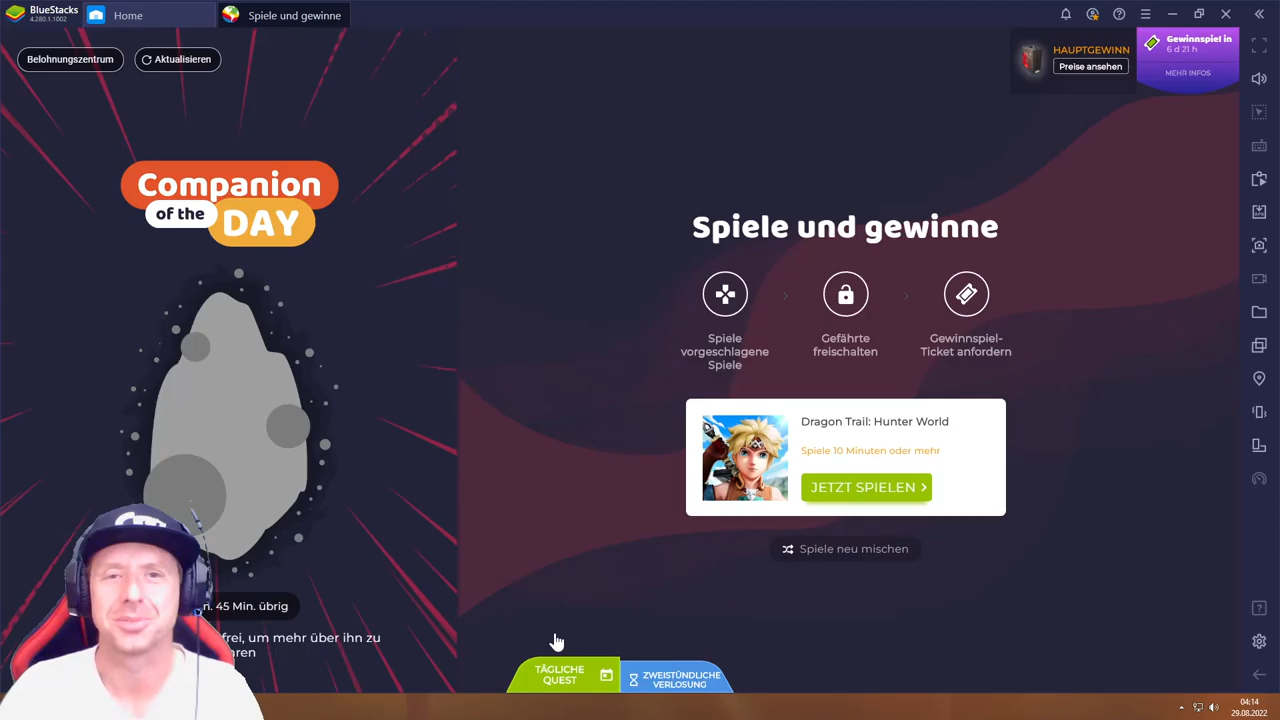 BlueStacks
4.280.1.1002
Home
Spiele und gewinne
Belohnungszentrum
Aktualisieren
HAUPTGEWINN
Preise ansehen
Gewinnspiel in
6 d 21 h
MEHR INFOS
Companion
of the
DAY
Spiele und gewinne
Spiele
vorgeschlagene
Spiele
Gefährte
freischalten
Gewinnspiel-
Ticket anfordern
Dragon Trail: Hunter World
Spiele 10 Minuten oder mehr
JETZT SPIELEN
Spiele neu mischen
n. 45 Min. übrig
frei, um mehr über ihn zu
hren
TÄGLICHE
QUEST
ZWEISTÜNDLICHE
VERLOSUNG
04:14
29.08.2022